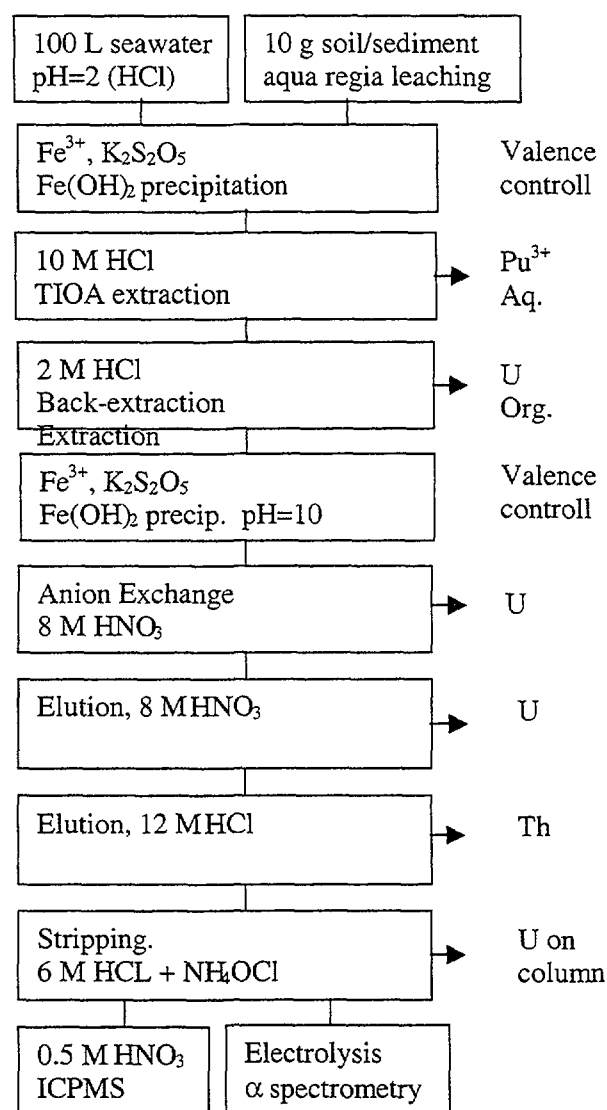 100 L seawater
pH=2 (HCl)
10 g soil/sediment
aqua regia leaching
Fe³⁺, K₂S₂O₅
Fe(OH)₂ precipitation
Valence
controll
10 M HCl
TIOA extraction
Pu³⁺
Aq.
2 M HCl
Back-extraction
Extraction
U
Org.
Fe³⁺, K₂S₂O₅
Fe(OH)₂ precip. pH=10
Valence
controll
Anion Exchange
8 M HNO₃
U
Elution, 8 M HNO₃
U
Elution, 12 M HCl
Th
Stripping.
6 M HCL + NH₄OCl
U on
column
0.5 M HNO₃
ICPMS
Electrolysis
α spectrometry